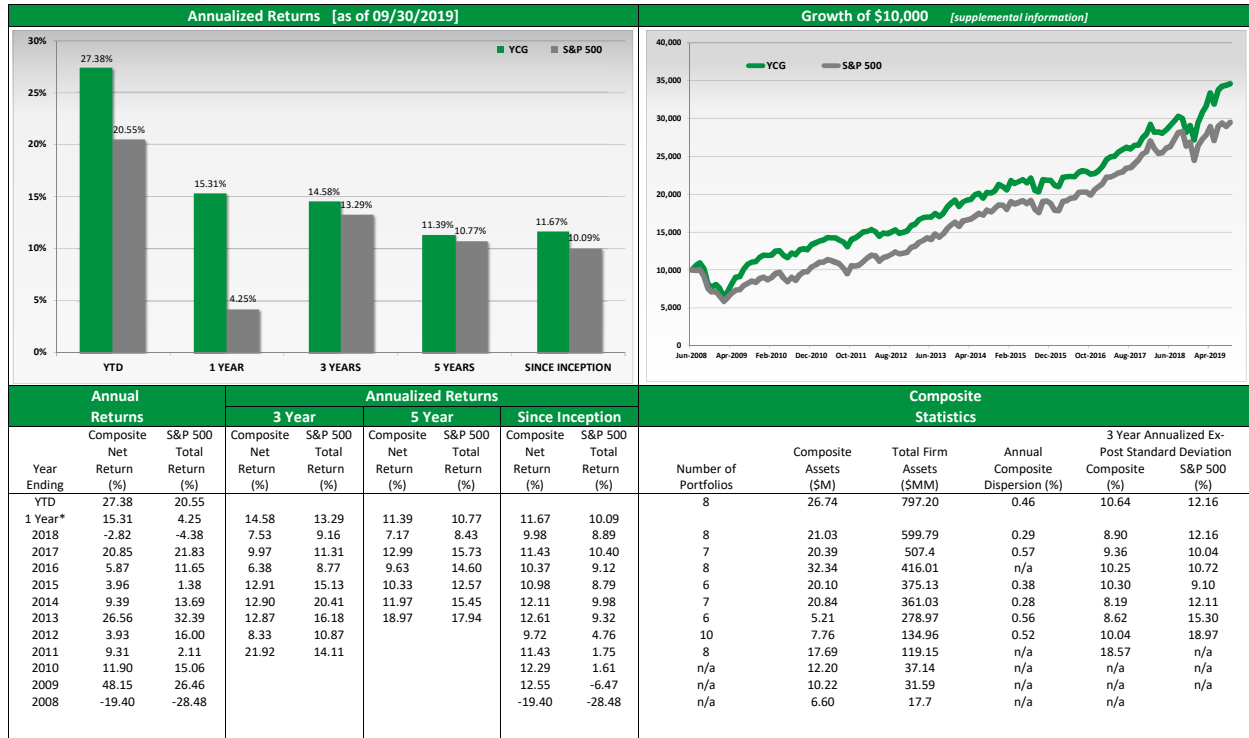 Annualized Returns [as of 09/30/2019]
30%
25%
20%
15%
10%
5%
0%
YCG
S&P 500
27.38%
20.55%
15.31%
4.25%
14.58%
13.29%
11.39%
10.77%
11.67%
10.09%
YTD
1 YEAR
3 YEARS
5 YEARS
SINCE INCEPTION
Growth of $10,000 [supplemental information]
40,000
35,000
30,000
25,000
20,000
15,000
10,000
5,000
0
YCG
S&P 500
Jun-2008 Apr-2009 Feb-2010 Dec-2010 Oct-2011 Aug-2012 Jun-2013 Apr-2014 Feb-2015 Dec-2015 Oct-2016 Aug-2017 Jun-2018 Apr-2019
Annual Annualized Returns Composite
Returns 3 Year 5 Year Since Inception Statistics
Composite S&P 500 Composite S&P 500 Composite S&P 500 Composite S&P 500 3 Year Annualized Ex-
Net Total Net Total Net Total Net Total Composite Total Firm Annual Post Standard Deviation
Year Return Return Return Return Return Return Return Return Number of Assets Assets Composite Composite S&P 500
Ending (%) (%) (%) (%) (%) (%) (%) (%) Portfolios ($M) ($MM) Dispersion (%) (%) (%)
YTD 27.38 20.55 8 26.74 797.20 0.46 10.64 12.16
1 Year* 15.31 4.25 14.58 13.29 11.39 10.77 11.67 10.09
2018 -2.82 -4.38 7.53 9.16 7.17 8.43 9.98 8.89 8 21.03 599.79 0.29 8.90 12.16
2017 20.85 21.83 9.97 11.31 12.99 15.73 11.43 10.40 7 20.39 507.4 0.57 9.36 10.04
2016 5.87 11.65 6.38 8.77 9.63 14.60 10.37 9.12 8 32.34 416.01 n/a 10.25 10.72
2015 3.96 1.38 12.91 15.13 10.33 12.57 10.98 8.79 6 20.10 375.13 0.38 10.30 9.10
2014 9.39 13.69 12.90 20.41 11.97 15.45 12.11 9.98 7 20.84 361.03 0.28 8.19 12.11
2013 26.56 32.39 12.87 16.18 18.97 17.94 12.61 9.32 6 5.21 278.97 0.56 8.62 15.30
2012 3.93 16.00 8.33 10.87 9.72 4.76 10 7.76 134.96 0.52 10.04 18.97
2011 9.31 2.11 21.92 14.11 11.43 1.75 8 17.69 119.15 n/a 18.57 n/a
2010 11.90 15.06 12.29 1.61 n/a 12.20 37.14 n/a n/a n/a
2009 48.15 26.46 12.55 -6.47 n/a 10.22 31.59 n/a n/a n/a
2008 -19.40 -28.48 -19.40 -28.48 n/a 6.60 17.7 n/a n/a